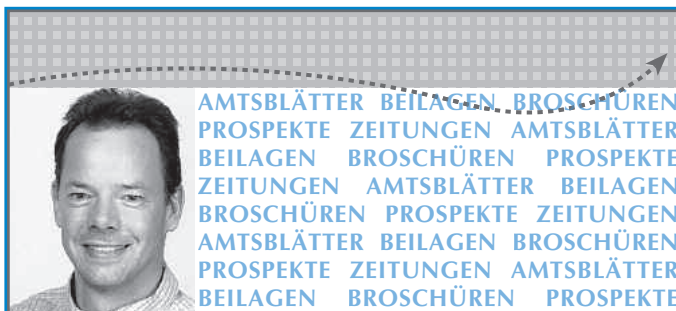 AMTSBLÄTTER BEILAGEN BROSCHÜREN
PROSPEKTE ZEITUNGEN AMTSBLÄTTER
BEILAGEN BROSCHÜREN PROSPEKTE
ZEITUNGEN AMTSBLÄTTER BEILAGEN
BROSCHÜREN PROSPEKTE ZEITUNGEN
AMTSBLÄTTER BEILAGEN BROSCHÜREN
PROSPEKTE ZEITUNGEN AMTSBLÄTTER
BEILAGEN BROSCHÜREN PROSPEKTE